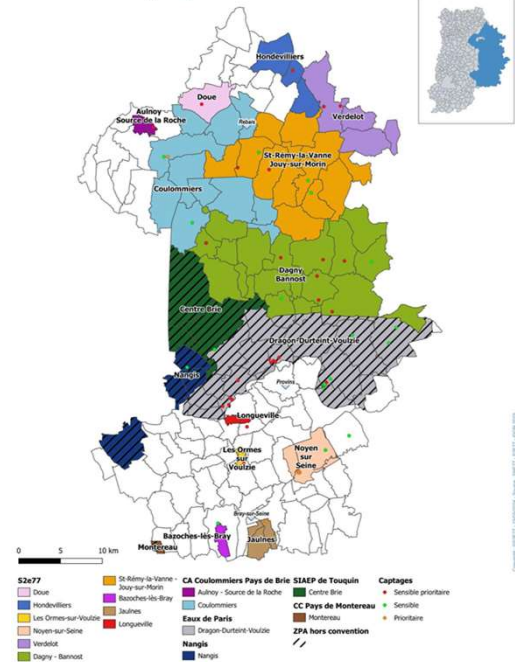 Hondevilliers
Doue
Verdelot
Aulnoy
Source de la Roche
Rebais
St-Rémy-la-Vanne
Jouy-sur-Morin
Coulommiers
Dagny
Bannost
Centre Brie
Dragon-Durteint-Voulzie
Nangis
Provins
Longueville
Les Ormes
sur
Voulzie
Noyen
sur
Seine
Bray-sur-Seine
Bazoches-lès-Bray
Jaulnes
Montereau
0 5 10 km
S2e77
Doue
Hondevilliers
Les Ormes-sur-Voulzie
Noyen-sur-Seine
Verdelot
Dagny - Bannost
St-Rémy-la-Vanne -
Jouy-sur-Morin
Bazoches-lès-Bray
Jaulnes
Longueville
CA Coulommiers Pays de Brie
Aulnoy - Source de la Roche
Coulommiers
Eaux de Paris
Dragon-Durteint-Voulzie
Nangis
Nangis
SIAEP de Touquin
Centre Brie
CC Pays de Montereau
Montereau
ZPA hors convention
Captages
Sensible prioritaire
Sensible
Prioritaire